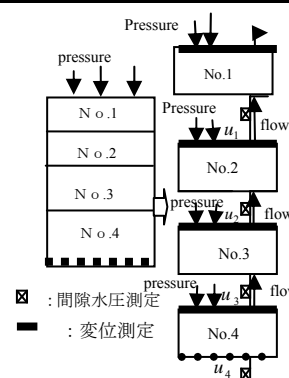 Pressure
No.1
pressure
flow
No.1
No.2
No.3
No.4
Pressure
u1
No.2
flow
pressure
u2
No.3
flow
pressure
u3
No.4
u4
：間隙水圧測定
：変位測定